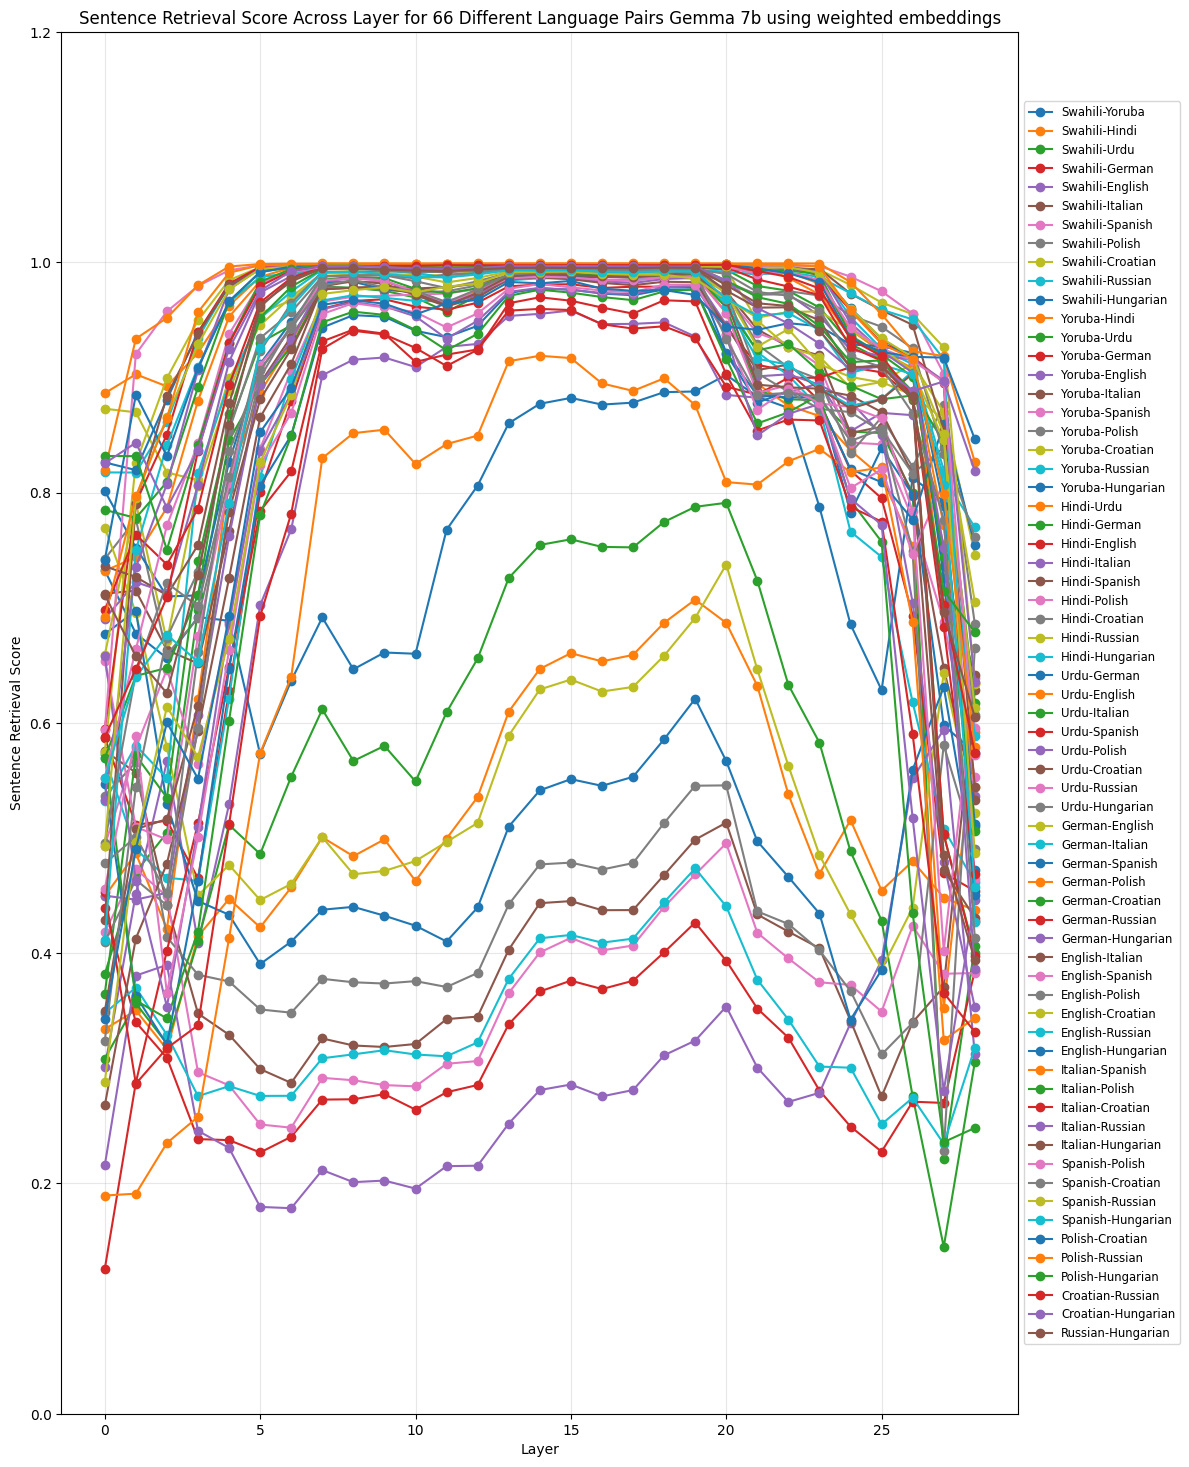 Sentence Retrieval Score Across Layer for 66 Different Language Pairs Gemma 7b using weighted embeddings
1.2
1.0
0.8
0.6
0.4
0.2
0.0
Sentence Retrieval Score
0 5 10 15 20 25
Layer
Swahili-Yoruba
Swahili-Hindi
Swahili-Urdu
Swahili-German
Swahili-English
Swahili-Italian
Swahili-Spanish
Swahili-Polish
Swahili-Croatian
Swahili-Russian
Swahili-Hungarian
Yoruba-Hindi
Yoruba-Urdu
Yoruba-German
Yoruba-English
Yoruba-Italian
Yoruba-Spanish
Yoruba-Polish
Yoruba-Croatian
Yoruba-Russian
Yoruba-Hungarian
Hindi-Urdu
Hindi-German
Hindi-English
Hindi-Italian
Hindi-Spanish
Hindi-Polish
Hindi-Croatian
Hindi-Russian
Hindi-Hungarian
Urdu-German
Urdu-English
Urdu-Italian
Urdu-Spanish
Urdu-Polish
Urdu-Croatian
Urdu-Russian
Urdu-Hungarian
German-English
German-Italian
German-Spanish
German-Polish
German-Croatian
German-Russian
German-Hungarian
English-Italian
English-Spanish
English-Polish
English-Croatian
English-Russian
English-Hungarian
Italian-Spanish
Italian-Polish
Italian-Croatian
Italian-Russian
Italian-Hungarian
Spanish-Polish
Spanish-Croatian
Spanish-Russian
Spanish-Hungarian
Polish-Croatian
Polish-Russian
Polish-Hungarian
Croatian-Russian
Croatian-Hungarian
Russian-Hungarian